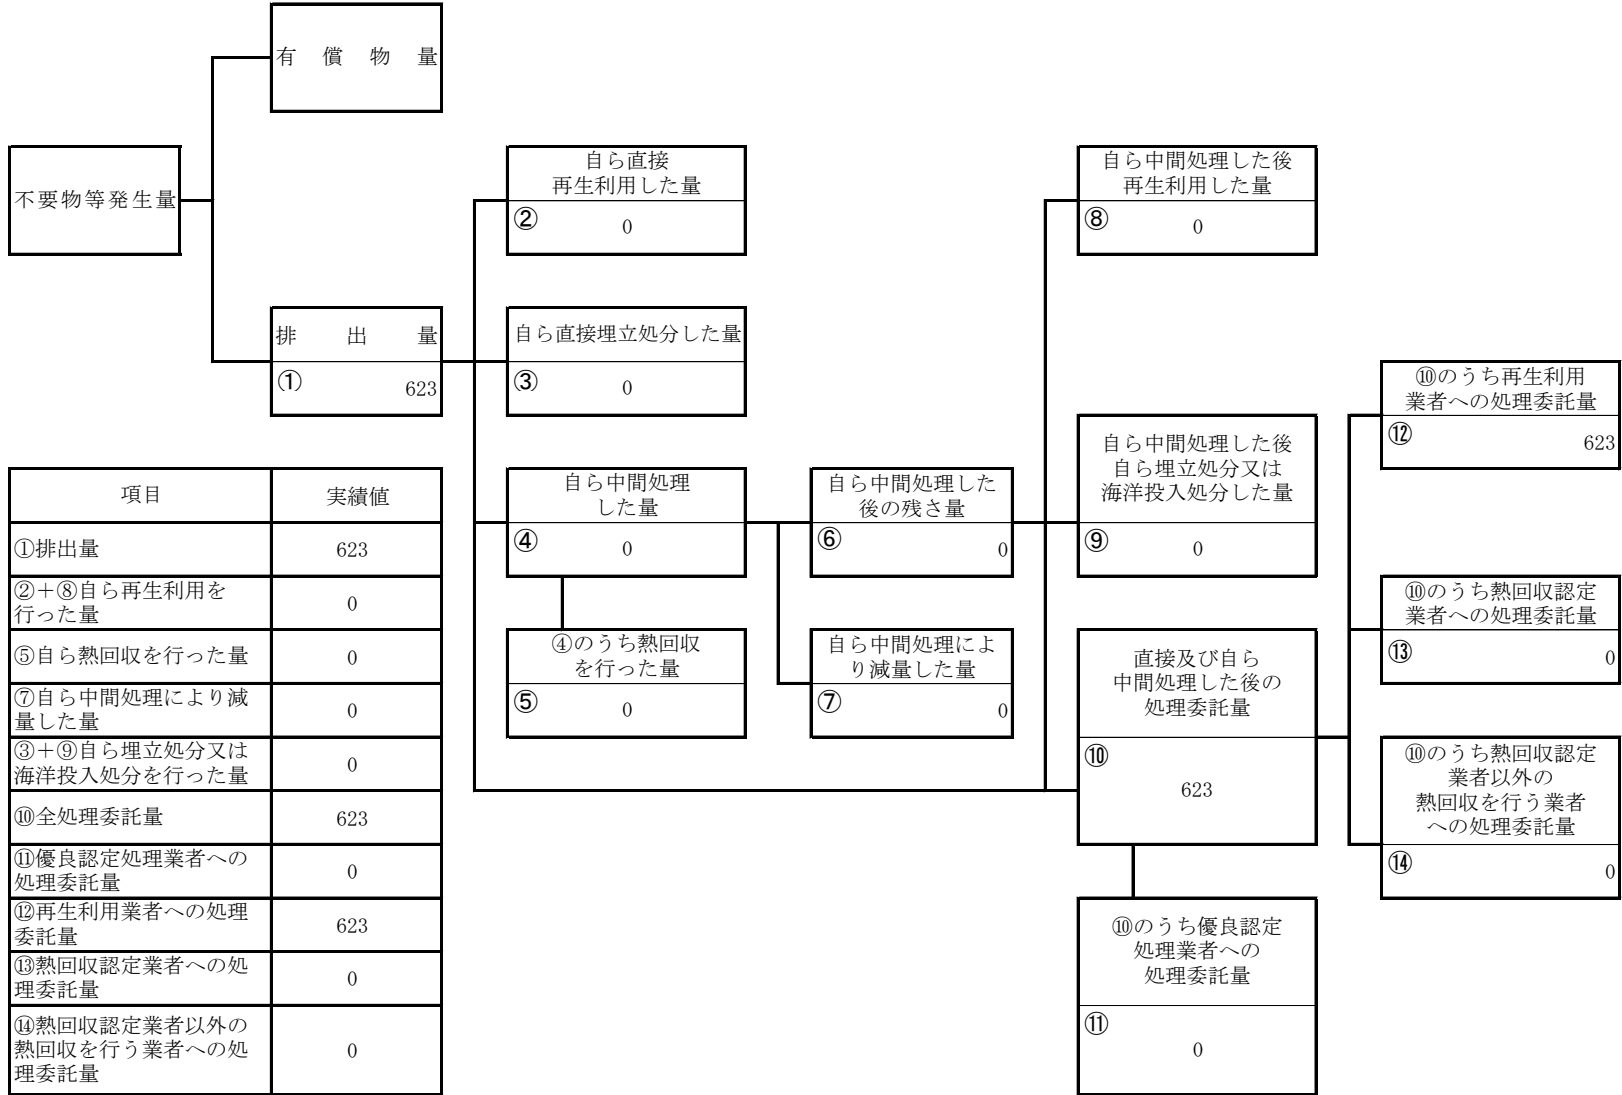 有償物量
不要物等発生量
排出量
① 623
自ら直接
再生利用した量
② 0
自ら直接埋立処分した量
③ 0
自ら中間処理
した量
④ 0
④のうち熱回収
を行った量
⑤ 0
自ら中間処理した
後の残さ量
⑥ 0
自ら中間処理によ
り減量した量
⑦ 0
自ら中間処理した後
再生利用した量
⑧ 0
自ら中間処理した後
自ら埋立処分又は
海洋投入処分した量
⑨ 0
直接及び自ら
中間処理した後の
処理委託量
⑩
623
⑩のうち優良認定
処理業者への
処理委託量
⑪
0
⑩のうち再生利用
業者への処理委託量
⑫ 623
⑩のうち熱回収認定
業者への処理委託量
⑬ 0
⑩のうち熱回収認定
業者以外の
熱回収を行う業者
への処理委託量
⑭ 0
項目 実績値
①排出量 623
②+⑧自ら再生利用を
行った量 0
⑤自ら熱回収を行った量 0
⑦自ら中間処理により減
量した量 0
③+⑨自ら埋立処分又は
海洋投入処分を行った量 0
⑩全処理委託量 623
⑪優良認定処理業者への
処理委託量 0
⑫再生利用業者への処理
委託量 623
⑬熱回収認定業者への処
理委託量 0
⑭熱回収認定業者以外の
熱回収を行う業者への処
理委託量 0